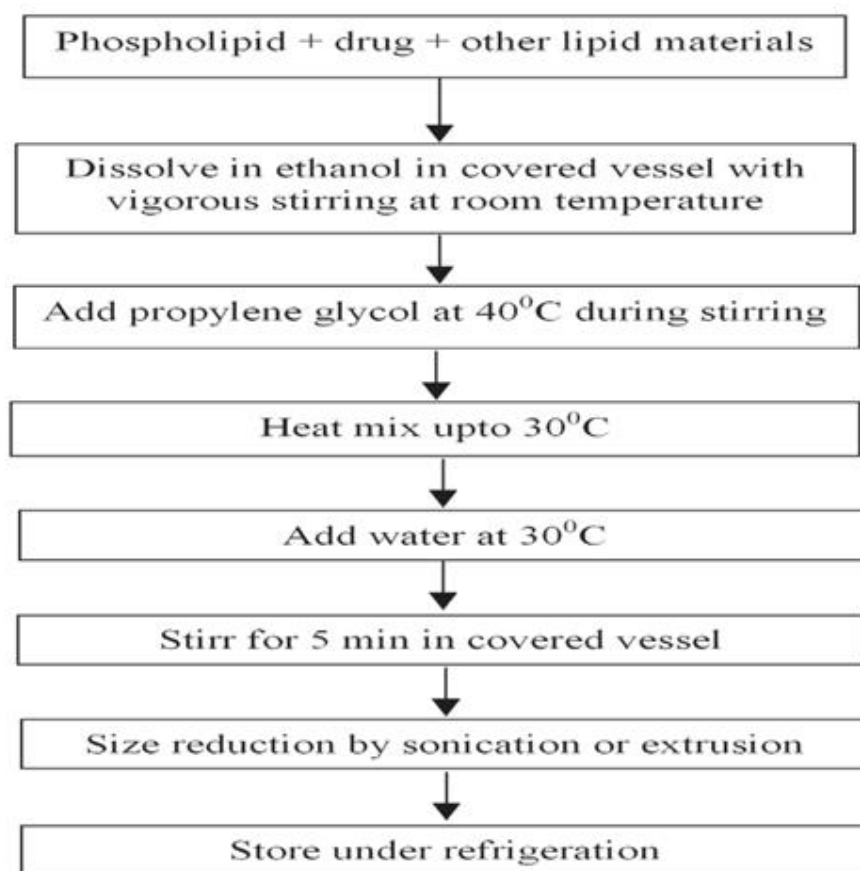 Phospholipid + drug + other lipid materials
Dissolve in ethanol in covered vessel with
vigorous stirring at room temperature
Add propylene glycol at 40⁰C during stirring
Heat mix upto 30⁰C
Add water at 30⁰C
Stirr for 5 min in covered vessel
Size reduction by sonication or extrusion
Store under refrigeration